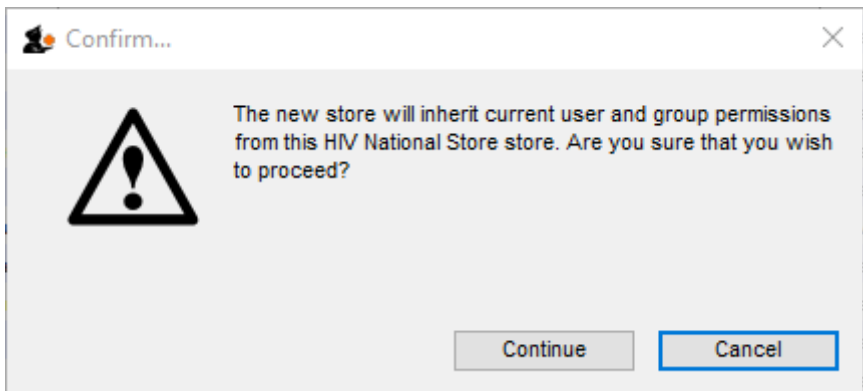 Confirm...
The new store will inherit current user and group permissions
from this HIV National Store store. Are you sure that you wish
to proceed?
Continue
Cancel